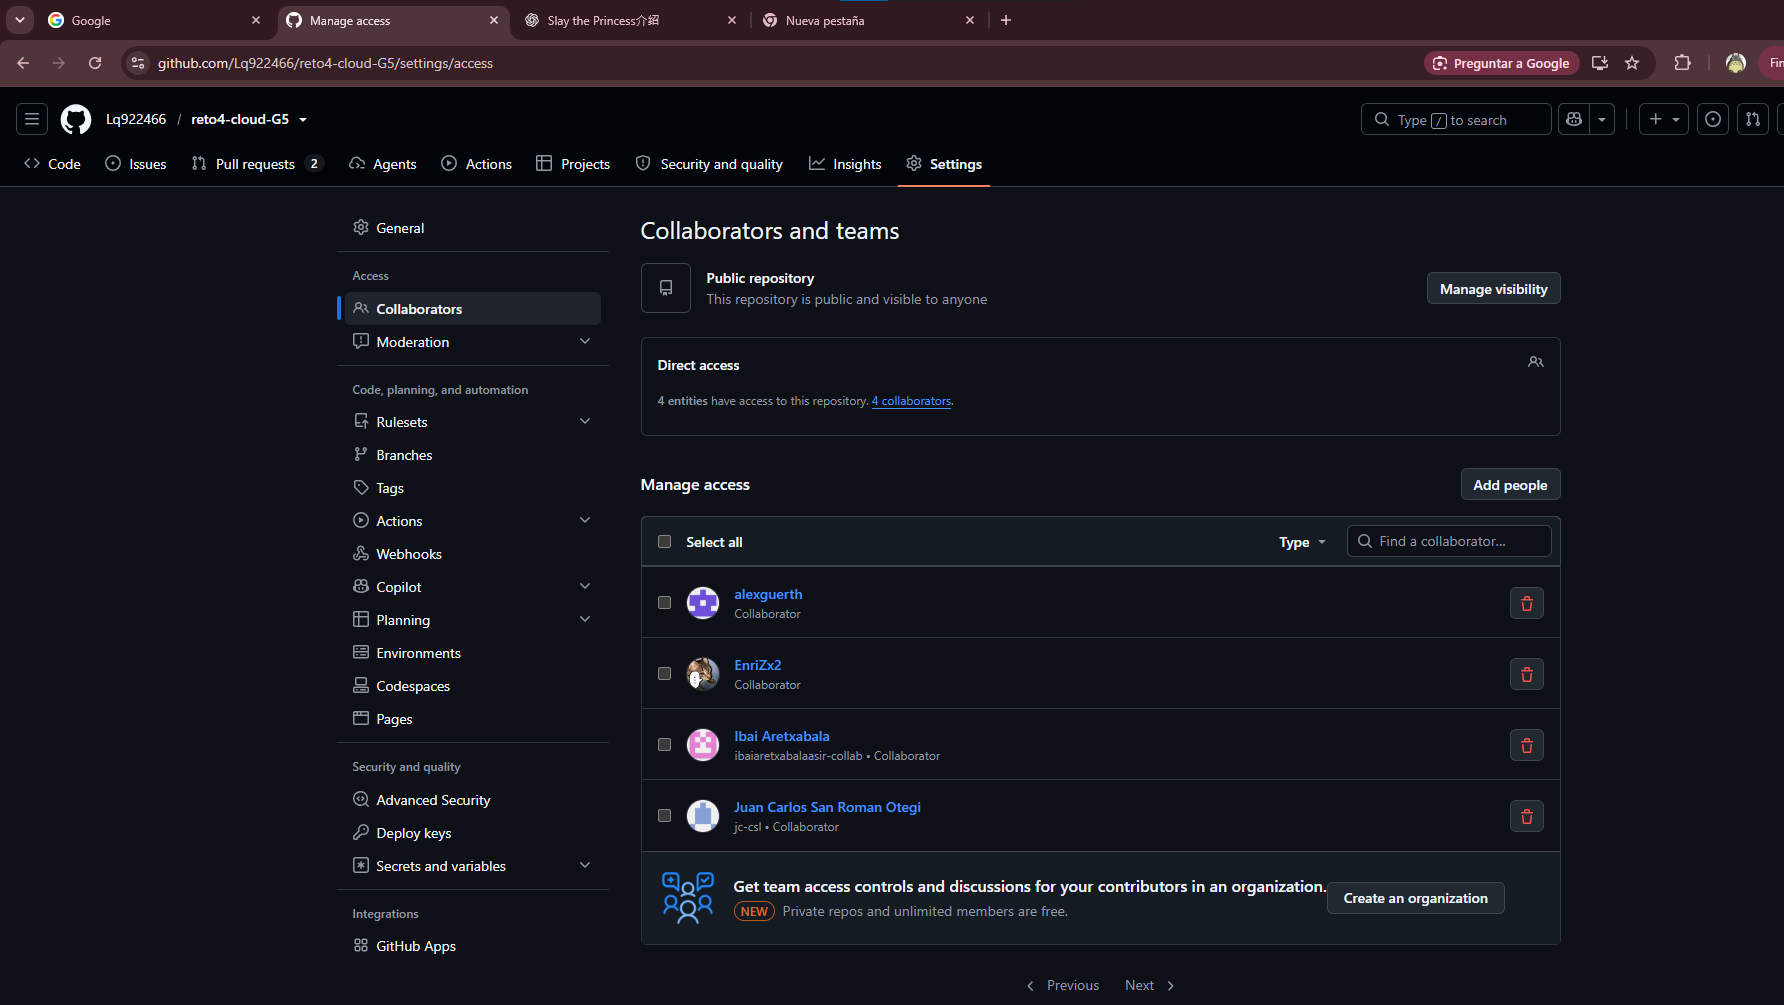 Google
Manage access
Slay the Princess介紹
Nueva pestaña
github.com/Lq922466/reto4-cloud-G5/settings/access
Preguntar a Google
Lq922466 / reto4-cloud-G5
Type / to search
Code
Issues
Pull requests 2
Agents
Actions
Projects
Security and quality
Insights
Settings
General
Access
Collaborators
Moderation
Code, planning, and automation
Rulesets
Branches
Tags
Actions
Webhooks
Copilot
Planning
Environments
Codespaces
Pages
Security and quality
Advanced Security
Deploy keys
Secrets and variables
Integrations
GitHub Apps
Collaborators and teams
Public repository
This repository is public and visible to anyone
Manage visibility
Direct access
4 entities have access to this repository. 4 collaborators.
Manage access
Add people
Select all
Type
Find a collaborator...
alexguerth
Collaborator
EnriZx2
Collaborator
Ibai Aretxabala
ibaiaretxabalaasir-collab • Collaborator
Juan Carlos San Roman Otegi
jc-csl • Collaborator
Get team access controls and discussions for your contributors in an organization.
NEW Private repos and unlimited members are free.
Create an organization
Previous
Next